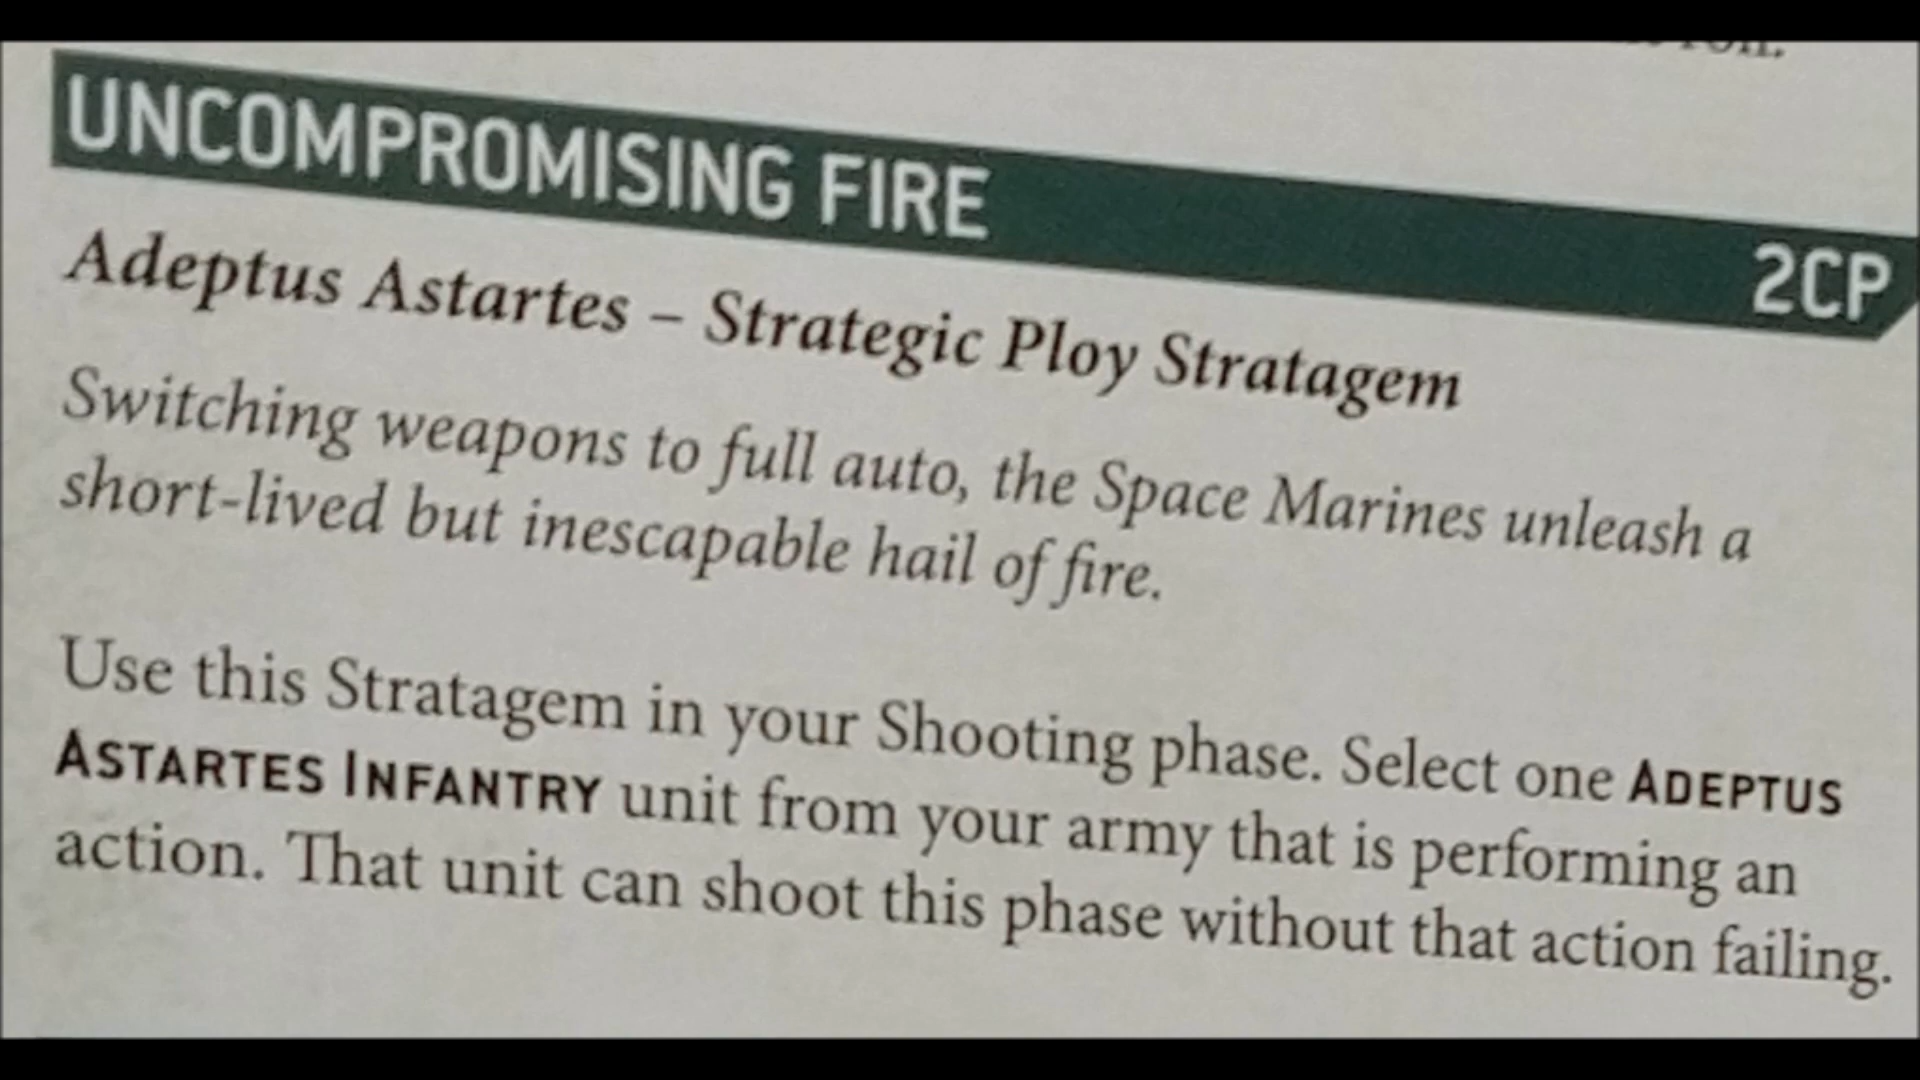 UNCOMPROMISING FIRE 2CP
Adeptus Astartes – Strategic Ploy Stratagem
Switching weapons to full auto, the Space Marines unleash a
short-lived but inescapable hail of fire.
Use this Stratagem in your Shooting phase. Select one ADEPTUS
ASTARTES INFANTRY unit from your army that is performing an
action. That unit can shoot this phase without that action failing.